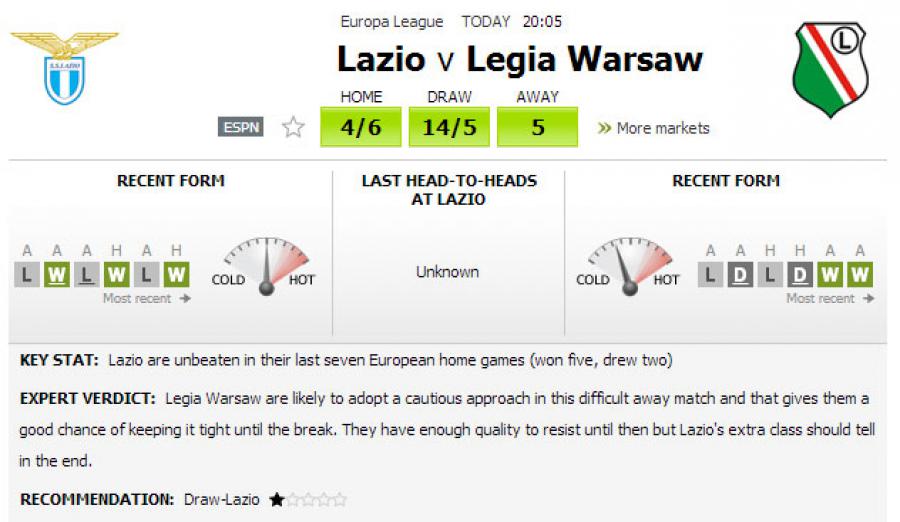 Europa League TODAY 20:05
Lazio v Legia Warsaw
S.S.LAZIO
L
HOME DRAW AWAY
ESPN 4/6 14/5 5 » More markets
RECENT FORM
LAST HEAD-TO-HEADS
AT LAZIO
RECENT FORM
A A A H A H
L W L W L W
Most recent
COLD HOT
Unknown
COLD HOT
A A H H A A
L D L D W W
Most recent
KEY STAT: Lazio are unbeaten in their last seven European home games (won five, drew two)
EXPERT VERDICT: Legia Warsaw are likely to adopt a cautious approach in this difficult away match and that gives them a
good chance of keeping it tight until the break. They have enough quality to resist until then but Lazio's extra class should tell
in the end.
RECOMMENDATION: Draw-Lazio